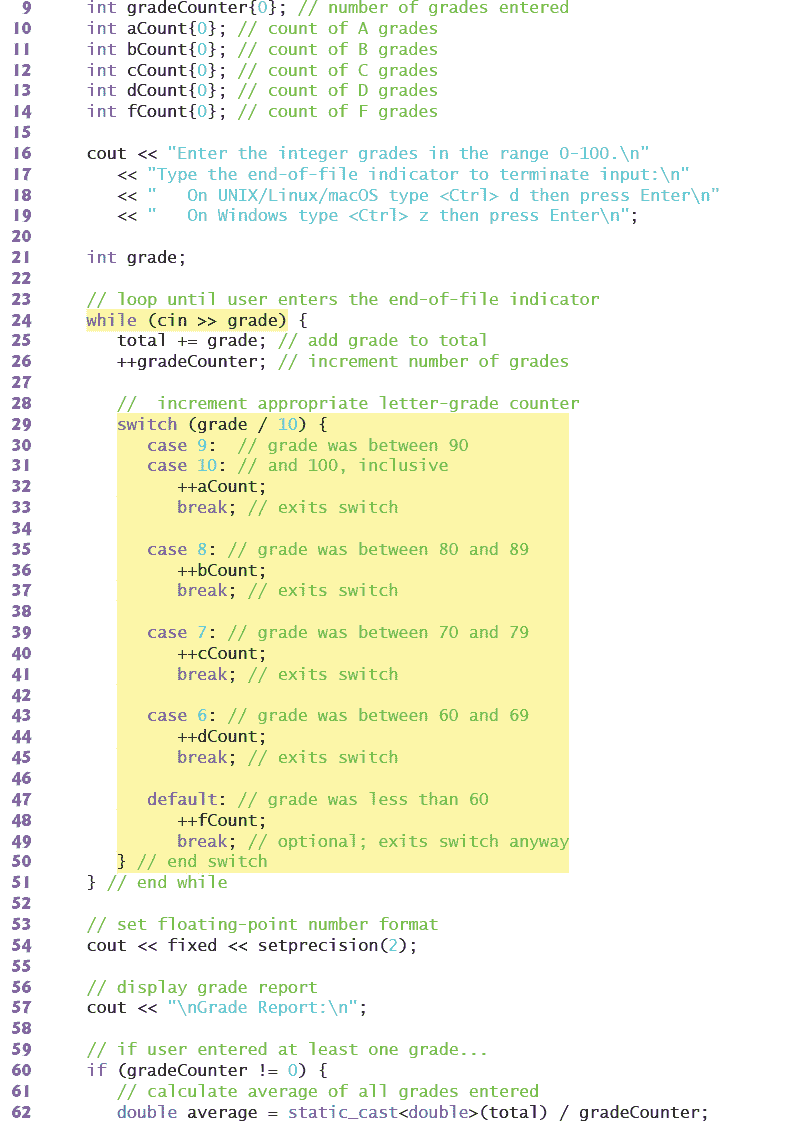 9 int gradeCounter{0}; // number of grades entered
10 int aCount{0}; // count of A grades
11 int bCount{0}; // count of B grades
12 int cCount{0}; // count of C grades
13 int dCount{0}; // count of D grades
14 int fCount{0}; // count of F grades
15
16 cout << "Enter the integer grades in the range 0-100.\n"
17 << "Type the end-of-file indicator to terminate input:\n"
18 << "   On UNIX/Linux/macOS type <Ctrl> d then press Enter\n"
19 << "   On Windows type <Ctrl> z then press Enter\n";
20
21 int grade;
22
23 // loop until user enters the end-of-file indicator
24 while (cin >> grade) {
25 total += grade; // add grade to total
26 ++gradeCounter; // increment number of grades
27
28 //  increment appropriate letter-grade counter
29 switch (grade / 10) {
30 case 9:  // grade was between 90
31 case 10: // and 100, inclusive
32 ++aCount;
33 break; // exits switch
34
35 case 8: // grade was between 80 and 89
36 ++bCount;
37 break; // exits switch
38
39 case 7: // grade was between 70 and 79
40 ++cCount;
41 break; // exits switch
42
43 case 6: // grade was between 60 and 69
44 ++dCount;
45 break; // exits switch
46
47 default: // grade was less than 60
48 ++fCount;
49 break; // optional; exits switch anyway
50 } // end switch
51 } // end while
52
53 // set floating-point number format
54 cout << fixed << setprecision(2);
55
56 // display grade report
57 cout << "\nGrade Report:\n";
58
59 // if user entered at least one grade...
60 if (gradeCounter != 0) {
61 // calculate average of all grades entered
62 double average = static_cast<double>(total) / gradeCounter;